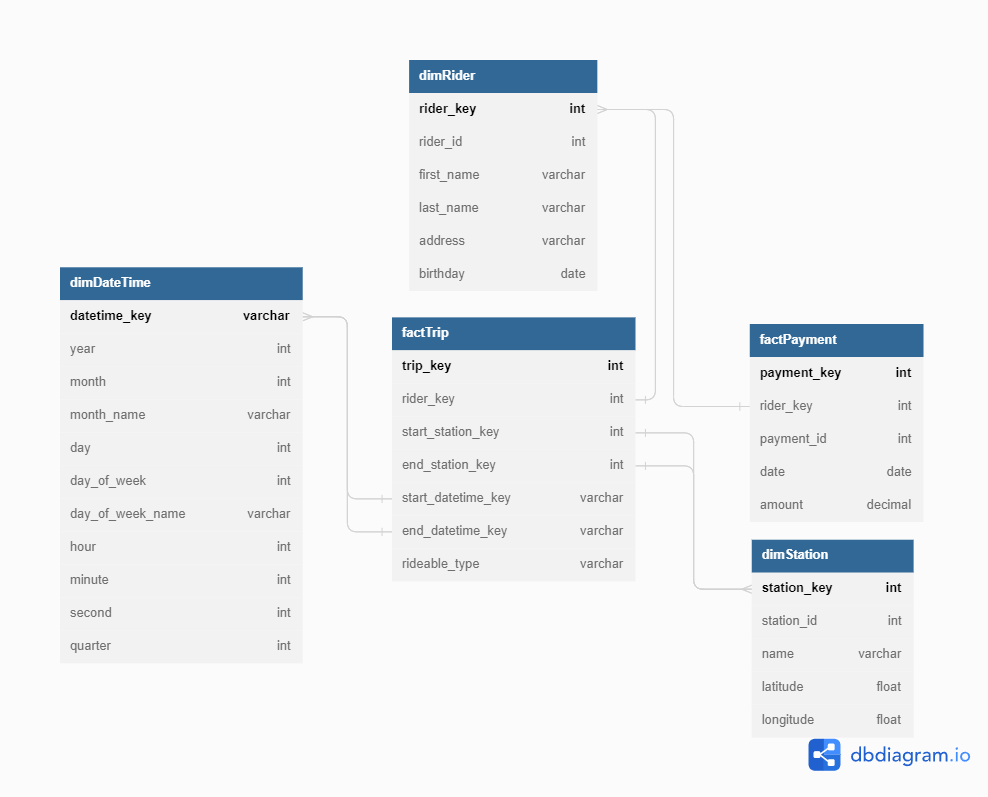 dimRider
rider_key int
rider_id int
first_name varchar
last_name varchar
address varchar
birthday date
dimDateTime
datetime_key varchar
year int
month int
month_name varchar
day int
day_of_week int
day_of_week_name varchar
hour int
minute int
second int
quarter int
factTrip
trip_key int
rider_key int
start_station_key int
end_station_key int
start_datetime_key varchar
end_datetime_key varchar
rideable_type varchar
factPayment
payment_key int
rider_key int
payment_id int
date date
amount decimal
dimStation
station_key int
station_id int
name varchar
latitude float
longitude float
dbdiagram.io